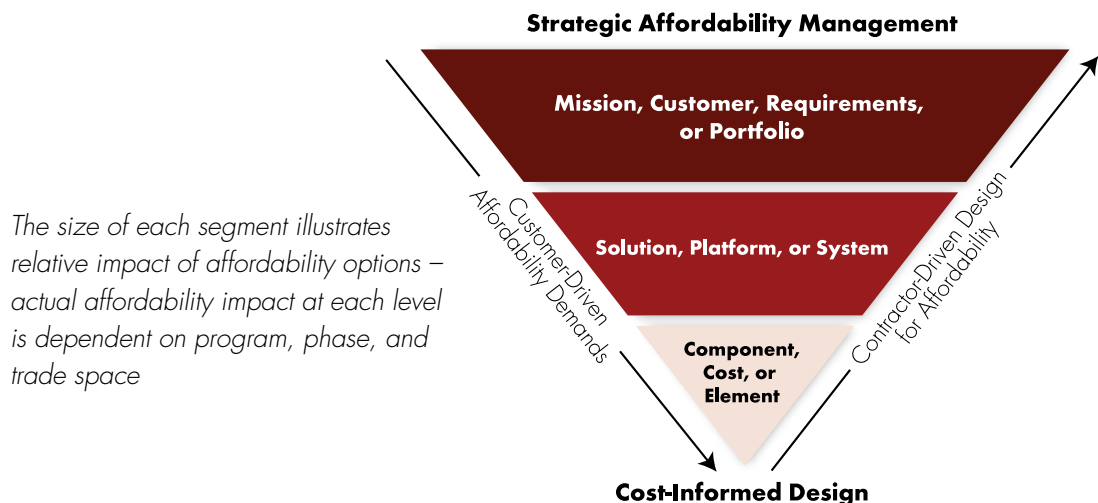 Strategic Affordability Management
Mission, Customer, Requirements,
or Portfolio
Customer-Driven
Affordability Demands
Contractor-Driven Design
for Affordability
Solution, Platform, or System
The size of each segment illustrates
relative impact of affordability options –
actual affordability impact at each level
is dependent on program, phase, and
trade space
Component,
Cost, or
Element
Cost-Informed Design